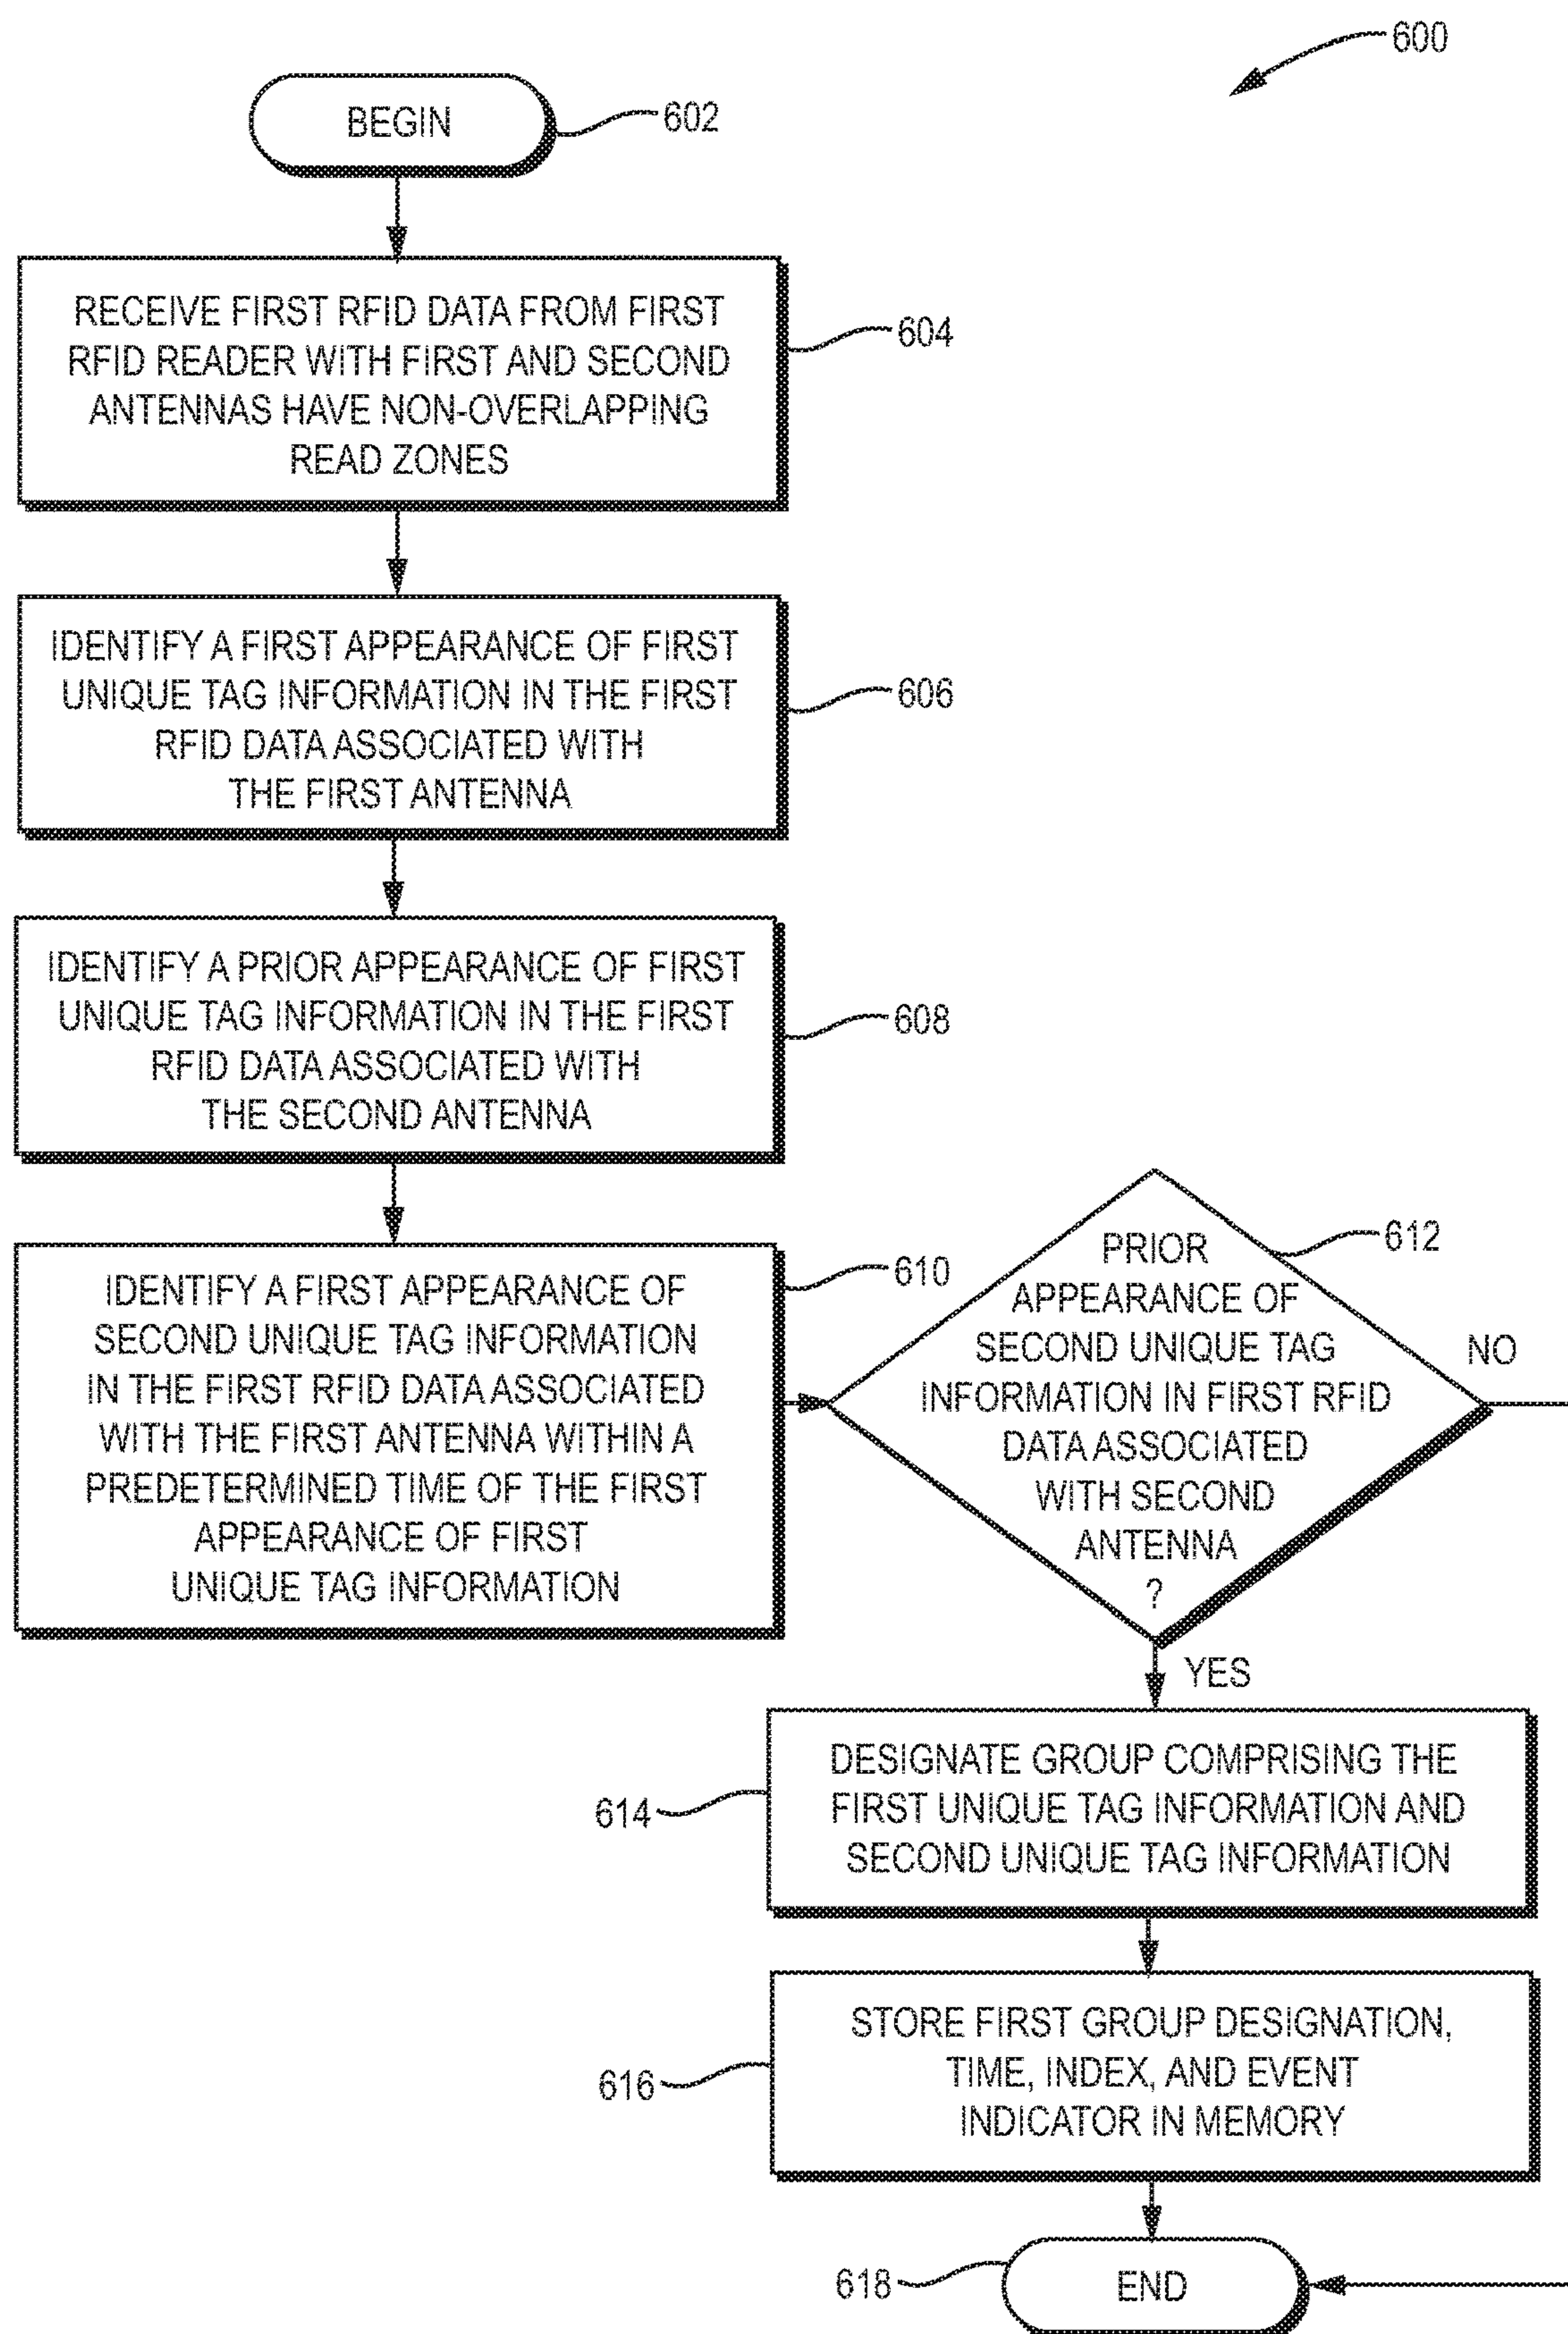 600
BEGIN
602
RECEIVE FIRST RFID DATA FROM FIRST
RFID READER WITH FIRST AND SECOND
ANTENNAS HAVE NON-OVERLAPPING
READ ZONES
604
IDENTIFY A FIRST APPEARANCE OF FIRST
UNIQUE TAG INFORMATION IN THE FIRST
RFID DATA ASSOCIATED WITH
THE FIRST ANTENNA
606
IDENTIFY A PRIOR APPEARANCE OF FIRST
UNIQUE TAG INFORMATION IN THE FIRST
RFID DATA ASSOCIATED WITH
THE SECOND ANTENNA
608
IDENTIFY A FIRST APPEARANCE OF
SECOND UNIQUE TAG INFORMATION
IN THE FIRST RFID DATA ASSOCIATED
WITH THE FIRST ANTENNA WITHIN A
PREDETERMINED TIME OF THE FIRST
APPEARANCE OF FIRST
UNIQUE TAG INFORMATION
610
PRIOR
APPEARANCE OF
SECOND UNIQUE TAG
INFORMATION IN FIRST RFID
DATA ASSOCIATED
WITH SECOND
ANTENNA
?
612
NO
YES
DESIGNATE GROUP COMPRISING THE
FIRST UNIQUE TAG INFORMATION AND
SECOND UNIQUE TAG INFORMATION
614
STORE FIRST GROUP DESIGNATION,
TIME, INDEX, AND EVENT
INDICATOR IN MEMORY
616
END
618